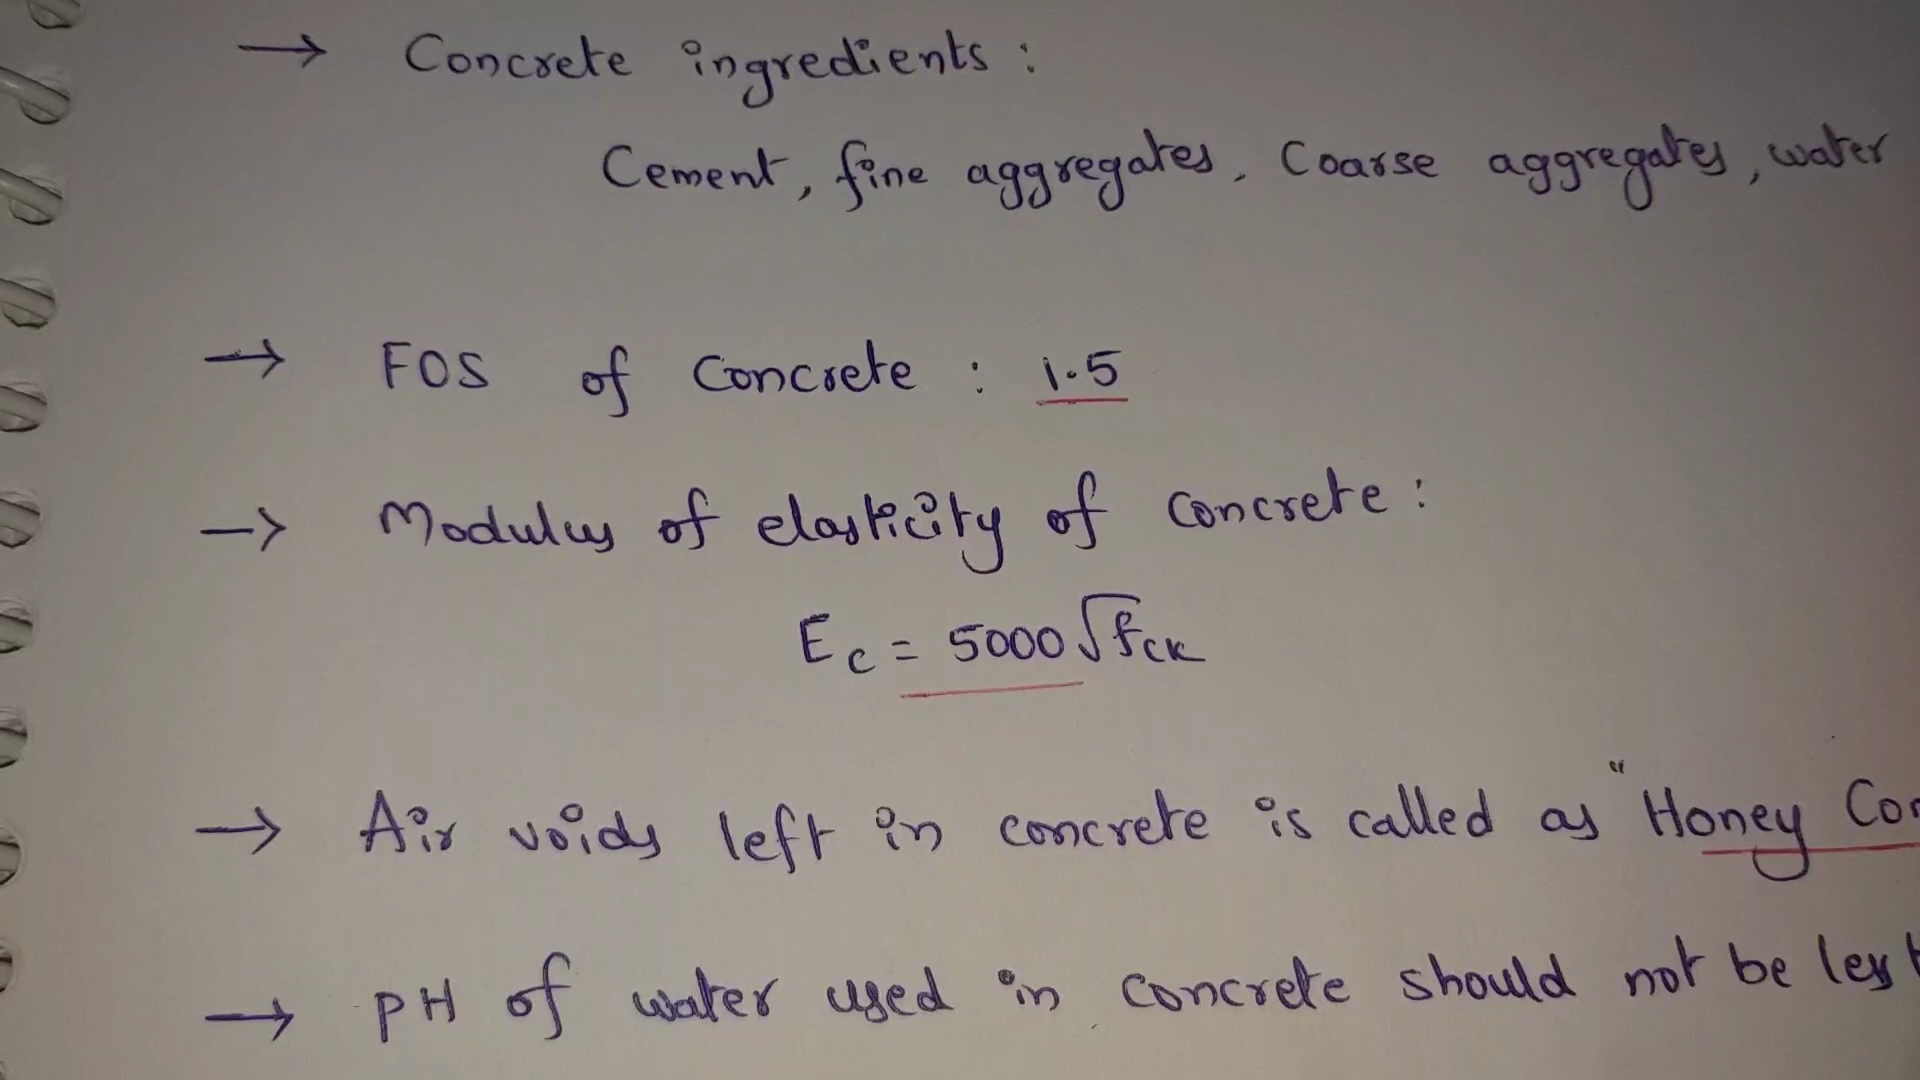 → Concrete ingredients :
Cement, fine aggregates, Coarse aggregates, water
→ FOS of Concrete : 1.5
→ Modulus of elasticity of concrete :
Ec = 5000√fck
→ Air voids left in concrete is called as "Honey
→ PH of water used in concrete should not be less